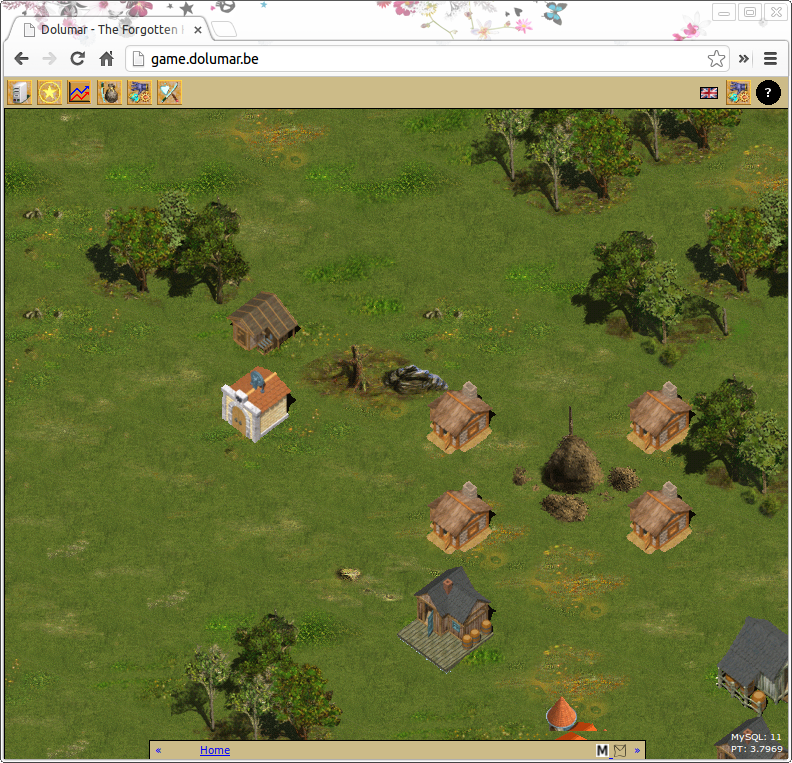 Dolumar - The Forgotten
game.dolumar.be
?
« Home M »
MySQL: 11
PT: 3.7969